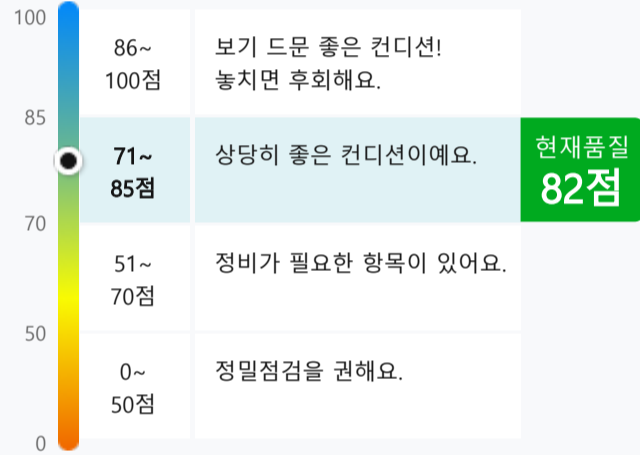 100
86~
100점
보기 드문 좋은 컨디션!
놓치면 후회해요.
85
71~
85점
상당히 좋은 컨디션이예요.
현재품질
82점
70
51~
70점
정비가 필요한 항목이 있어요.
50
0~
50점
정밀점검을 권해요.
0